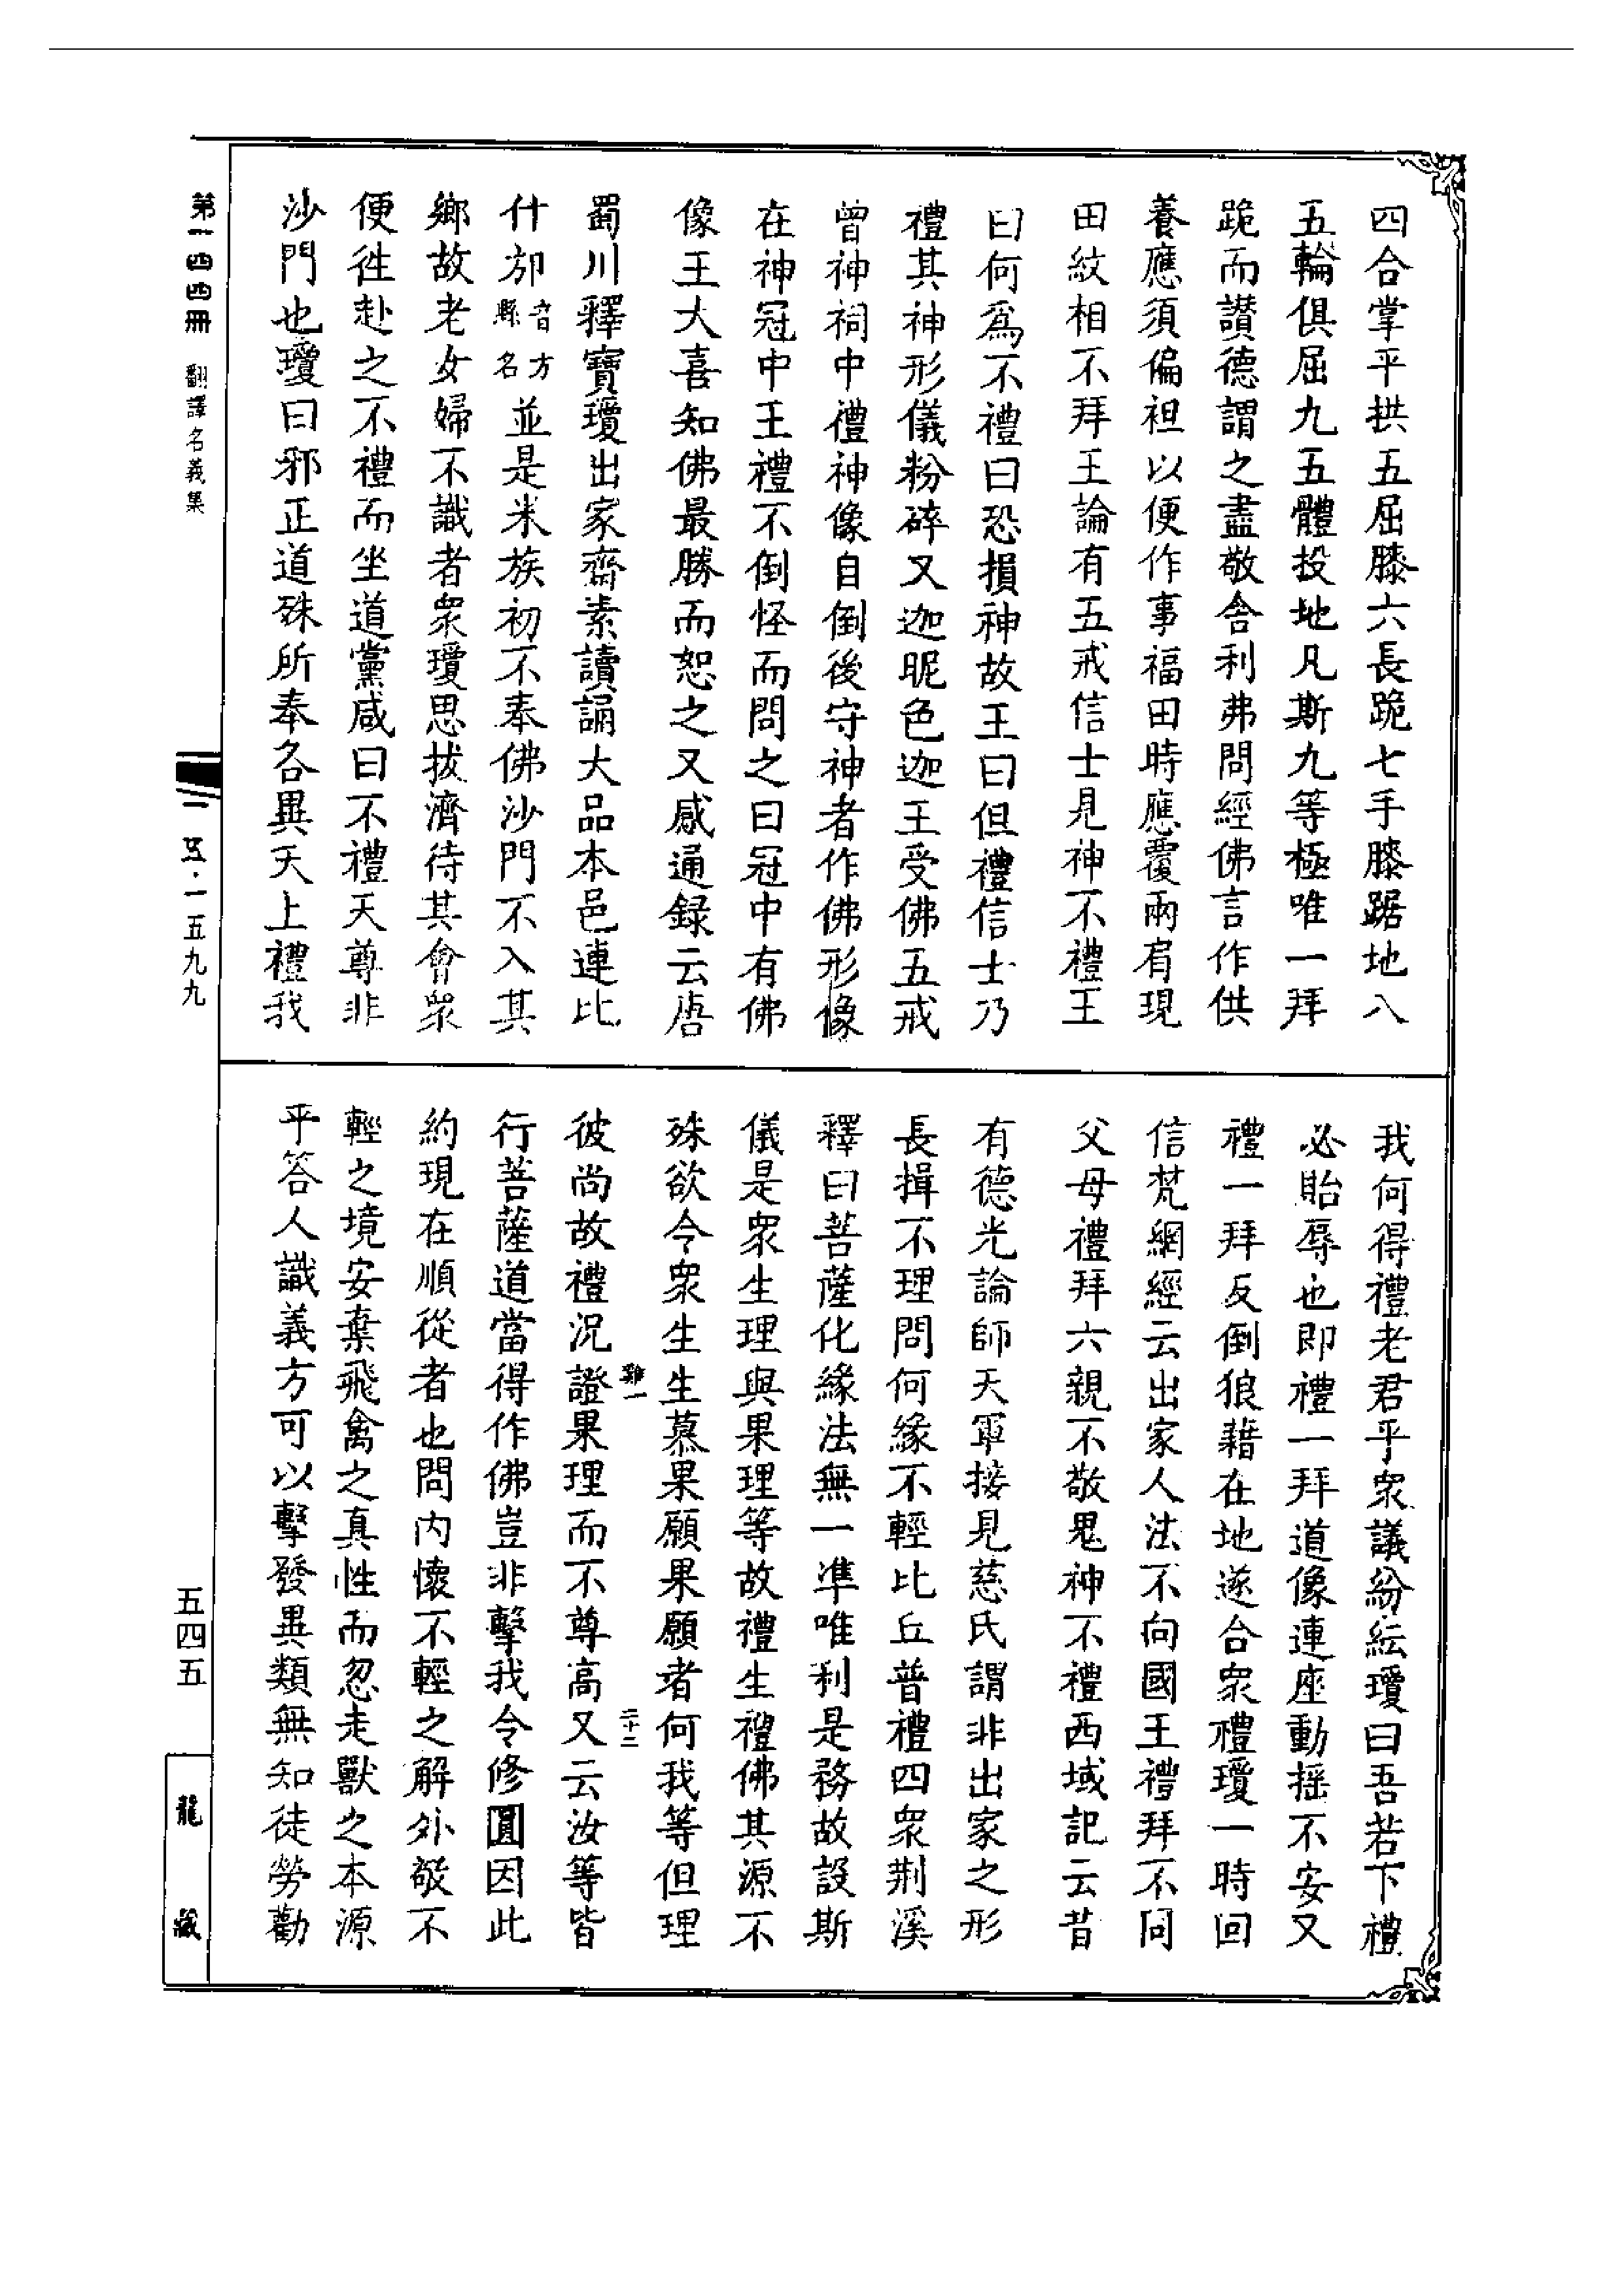 四合掌平拱五屈膝六長跪七手膝踞地八
五輪俱屈九五體投地凡斯九等極唯一拜
跪而讃德謂之盡敬舍利弗問經佛言作供
養應須偏袒以便作事福田時應覆兩肩現
田紋相不拜王論有五戒信士見神不禮王
曰何爲不禮曰恐損神故王曰但禮信士乃
禮其神形儀粉碎又迦昵色迦王受佛五戒
曾神祠中禮神像自倒後守神者作佛形像
在神冠中王禮不倒怪而問之曰冠中有佛
像王大喜知佛最勝而恕之又感通録云唐
蜀川釋寶瓊出家齋素讀誦大品本邑連比
什邡音方縣名並是米族初不奉佛沙門不入其
鄉故老女婦不識者衆瓊思拔濟待其會衆
便徃赴之不禮而坐道黨咸曰不禮天尊非
沙門也瓊曰邪正道殊所奉各異天上禮我
我何得禮老君乎衆議紛紜瓊曰吾若下禮
必貽辱也即禮一拜道像連座動摇不安又
禮一拜反倒狼藉在地遂合衆禮瓊一時回
信梵網經云出家人法不向國王禮拜不向
父母禮拜六親不敬鬼神不禮西域記云昔
有德光論師天軍接見慈氏謂非出家之形
長揖不理問何緣不輕比丘普禮四衆荆溪
釋曰菩薩化緣法無一準唯利是務故設斯
儀是衆生理與果理等故禮生禮佛其源不
殊欲令衆生生慕果願果願者何我等但理
彼尚故禮況證果理而不尊高又云汝等皆
行菩薩道當得作佛豈非擊我令修圓因此
約現在順從者也問内懷不輕之解外敬不
輕之境安棄飛禽之真性而忽走獸之本源
平答人識義方可以擊發異類無知徒勞勸
第一四四冊 翻譯名義集
一五九九
五四五
龍藏